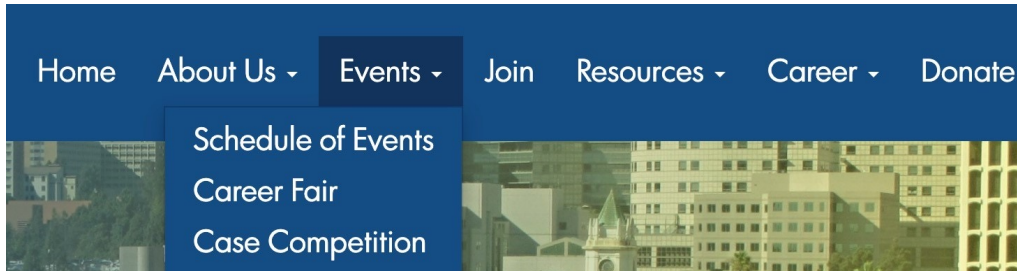 Home About Us Events Join Resources Career Donate
Schedule of Events
Career Fair
Case Competition